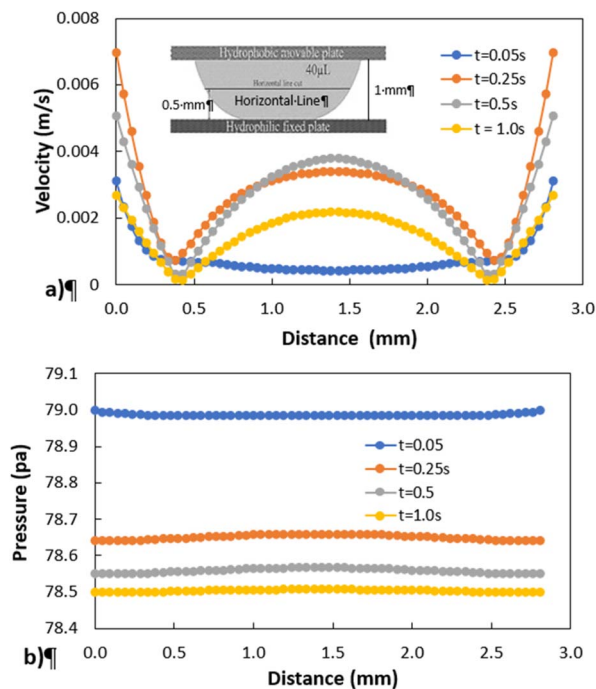 0.008
0.006
0.004
0.002
0
Velocity (m/s)
Hydrophobic movable plate
40µL
Horizontal line cut
Horizontal·Line¶
0.5·mm¶
1·mm¶
Hydrophilic fixed plate
t=0.05s
t=0.25s
t=0.5s
t = 1.0s
a)¶
0.0 0.5 1.0 1.5 2.0 2.5 3.0
Distance (mm)
79.1
79.0
78.9
78.8
78.7
78.6
78.5
78.4
Pressure (pa)
t=0.05
t=0.25s
t=0.5
t=1.0s
0.0 0.5 1.0 1.5 2.0 2.5 3.0
b)¶
Distance (mm)